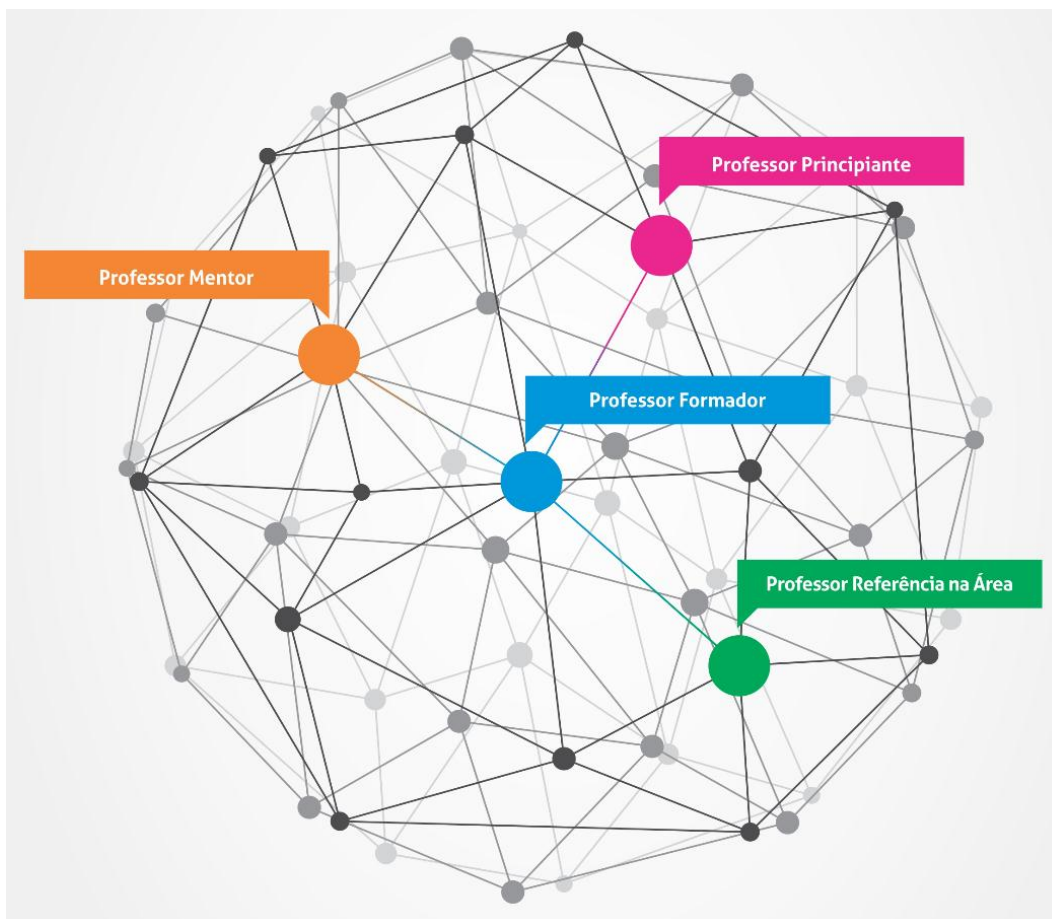 Professor Principiante
Professor Mentor
Professor Formador
Professor Referência na Área